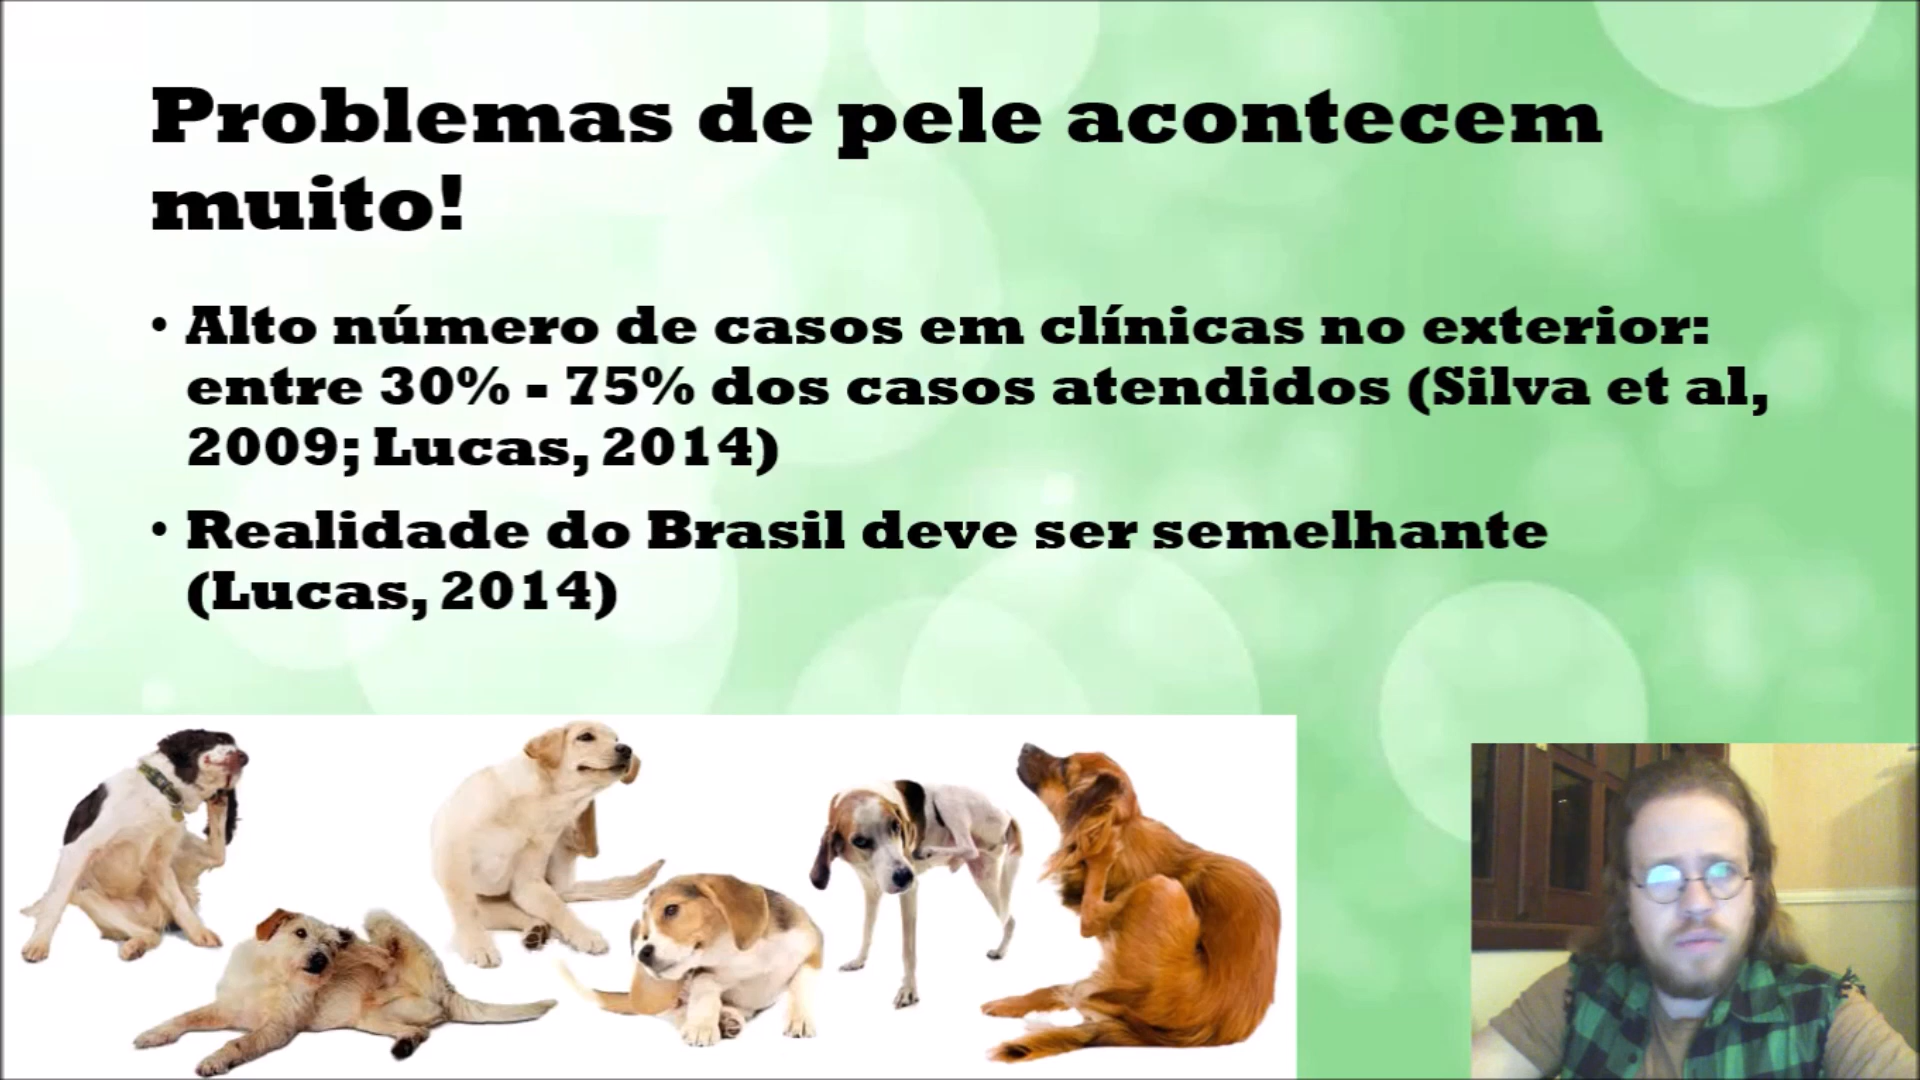 Problemas de pele acontecem
muito!
• Alto número de casos em clínicas no exterior:
entre 30% - 75% dos casos atendidos (Silva et al,
2009; Lucas, 2014)
• Realidade do Brasil deve ser semelhante
(Lucas, 2014)